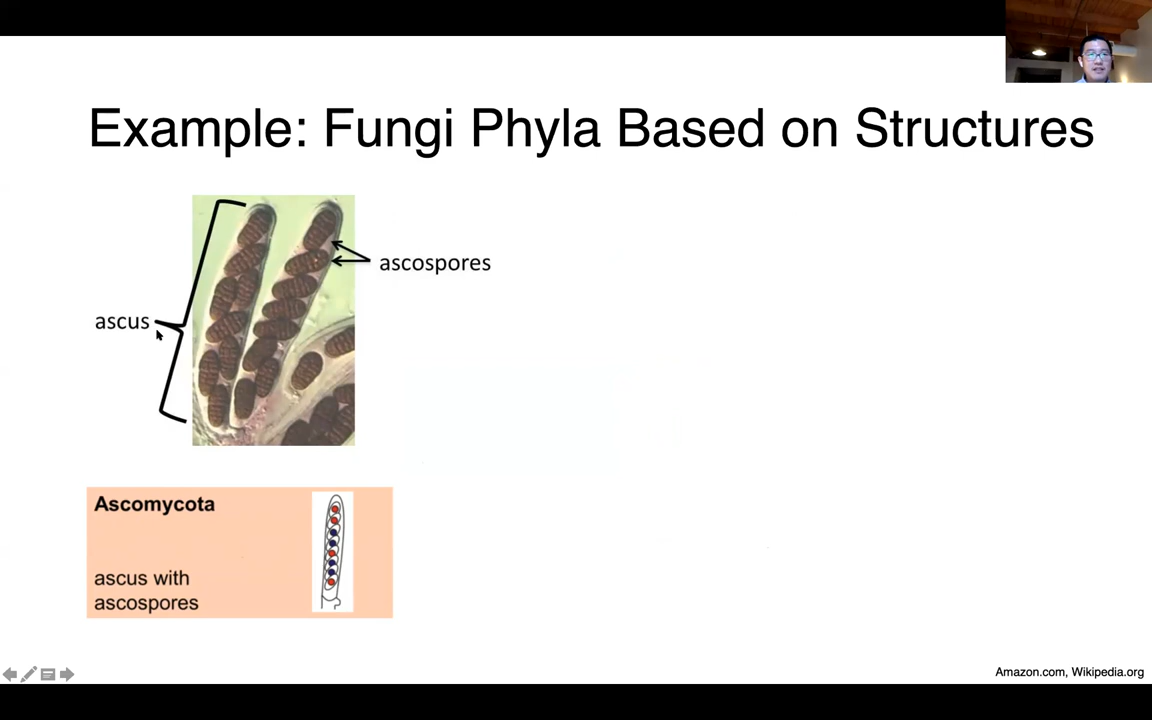 Example: Fungi Phyla Based on Structures
ascospores
ascus
Ascomycota
ascus with
ascospores
Amazon.com, Wikipedia.org